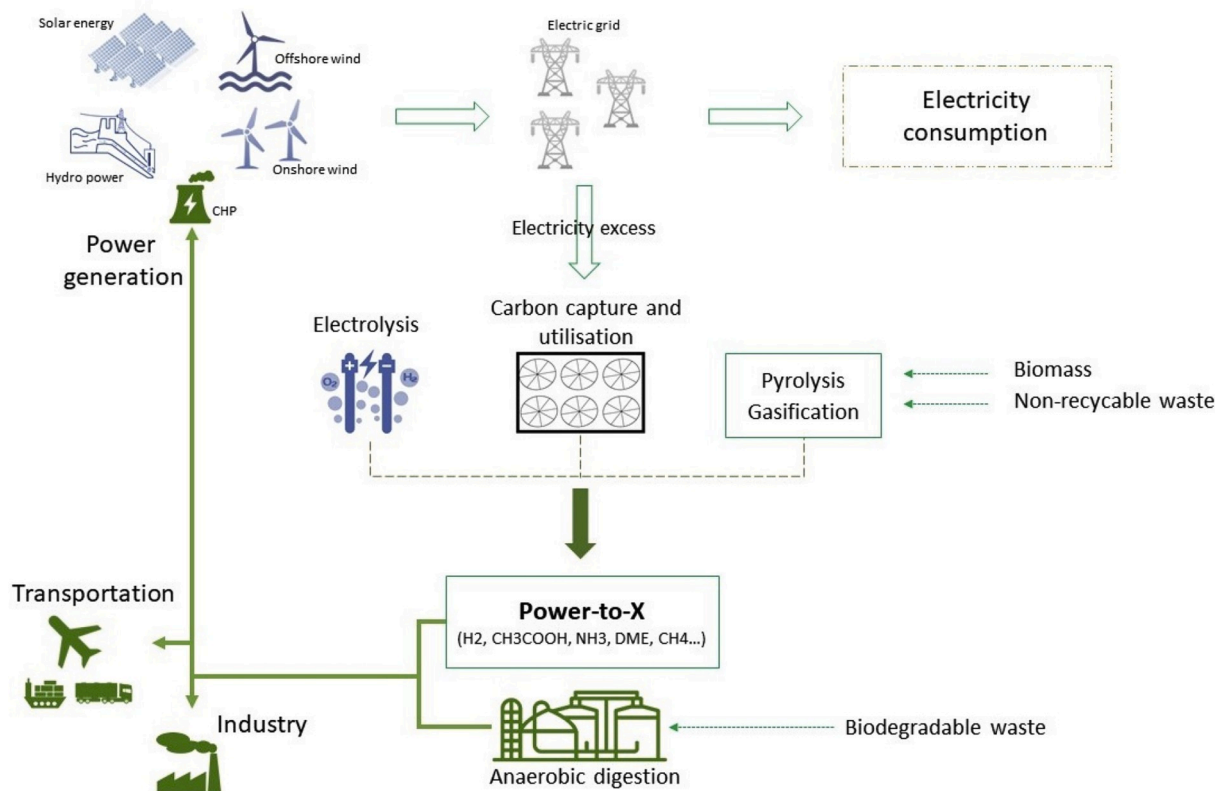 Solar energy
Offshore wind
Hydro power
Onshore wind
CHP
Power
generation
Electric grid
Electricity
consumption
Electricity excess
Electrolysis
O2
H2
Carbon capture and
utilisation
Pyrolysis
Gasification
Biomass
Non-recycable waste
Power-to-X
(H2, CH3COOH, NH3, DME, CH4...)
Transportation
Industry
Anaerobic digestion
Biodegradable waste